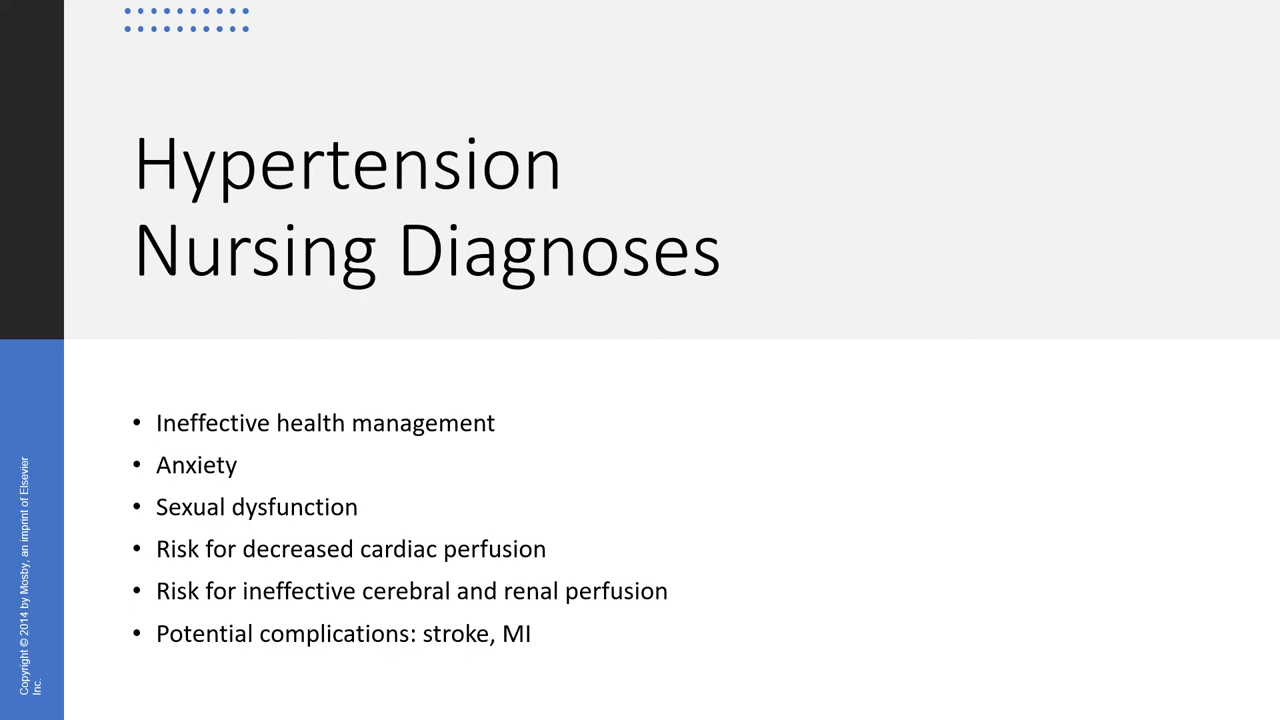 Hypertension
Nursing Diagnoses
• Ineffective health management
• Anxiety
• Sexual dysfunction
• Risk for decreased cardiac perfusion
• Risk for ineffective cerebral and renal perfusion
• Potential complications: stroke, MI
Copyright © 2014 by Mosby, an imprint of Elsevier
Inc.